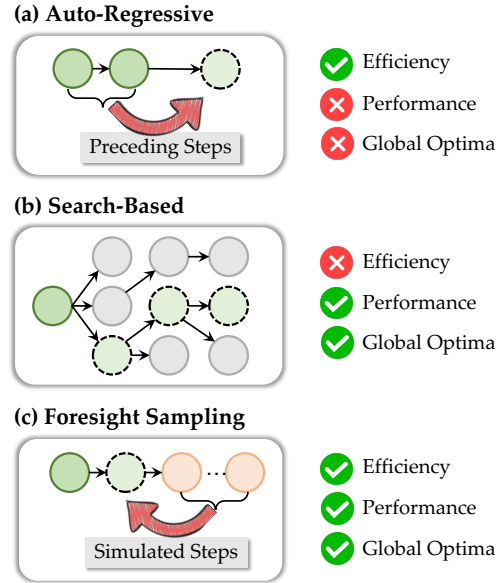 (a) Auto-Regressive
Preceding Steps
Efficiency
Performance
Global Optima
(b) Search-Based
Efficiency
Performance
Global Optima
(c) Foresight Sampling
...
Simulated Steps
Efficiency
Performance
Global Optima